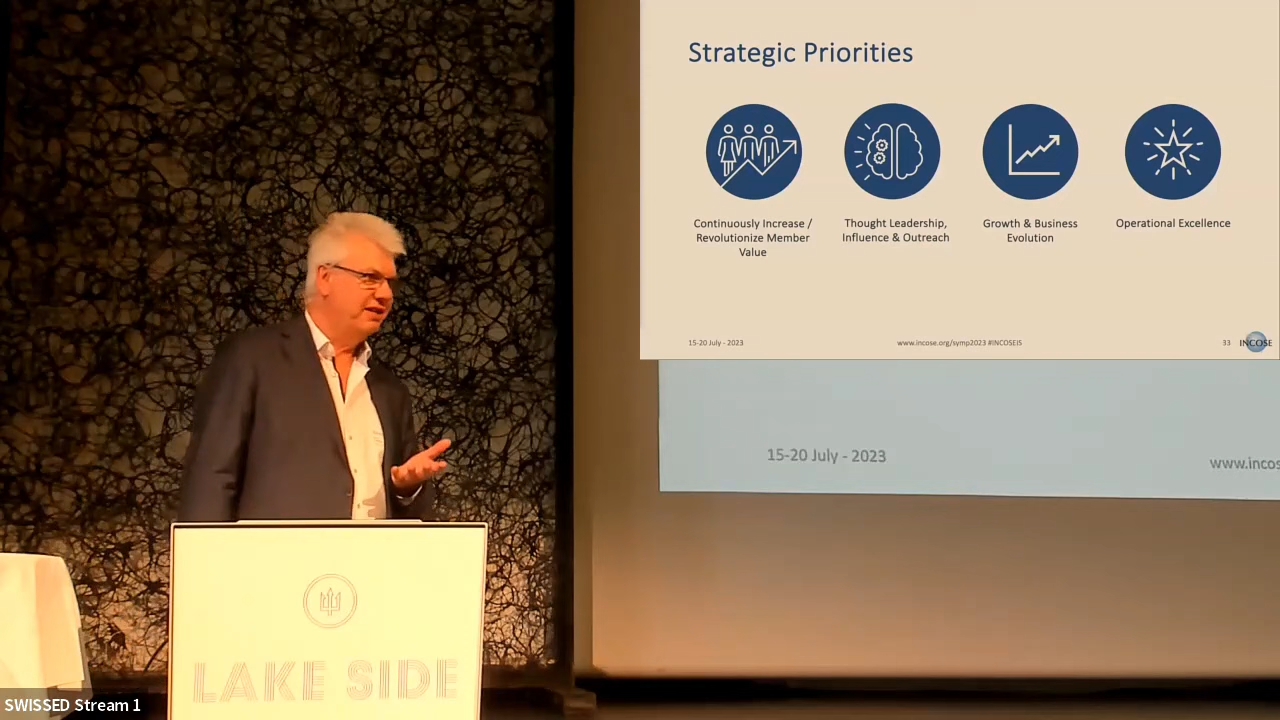 Strategic Priorities
Continuously Increase /
Revolutionize Member
Value
Thought Leadership,
Influence & Outreach
Growth & Business
Evolution
Operational Excellence
15-20 July - 2023
www.incose.org/symp2023 #INCOSEIS
33
INCOSE
15-20 July - 2023
www.incos
LAKE SIDE
SWISSED Stream 1